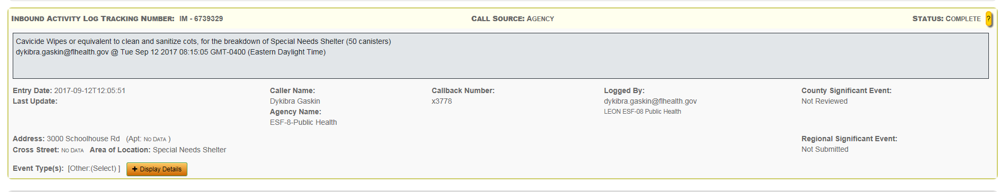 INBOUND ACTIVITY LOG TRACKING NUMBER: IM - 6739329 CALL SOURCE: AGENCY STATUS: COMPLETE ?
Cavicide Wipes or equivalent to clean and sanitize cots, for the breakdown of Special Needs Shelter (50 canisters)
dykibra.gaskin@flhealth.gov @ Tue Sep 12 2017 08:15:05 GMT-0400 (Eastern Daylight Time)
Entry Date: 2017-09-12T12:05:51 Caller Name: Callback Number: Logged By: County Significant Event:
Last Update: Dykibra Gaskin x3778 dykibra.gaskin@flhealth.gov Not Reviewed
Agency Name: LEON ESF-08 Public Health
ESF-8-Public Health
Address: 3000 Schoolhouse Rd (Apt: NO DATA ) Regional Significant Event:
Cross Street: NO DATA Area of Location: Special Needs Shelter Not Submitted
Event Type(s): [Other:(Select) ] + Display Details